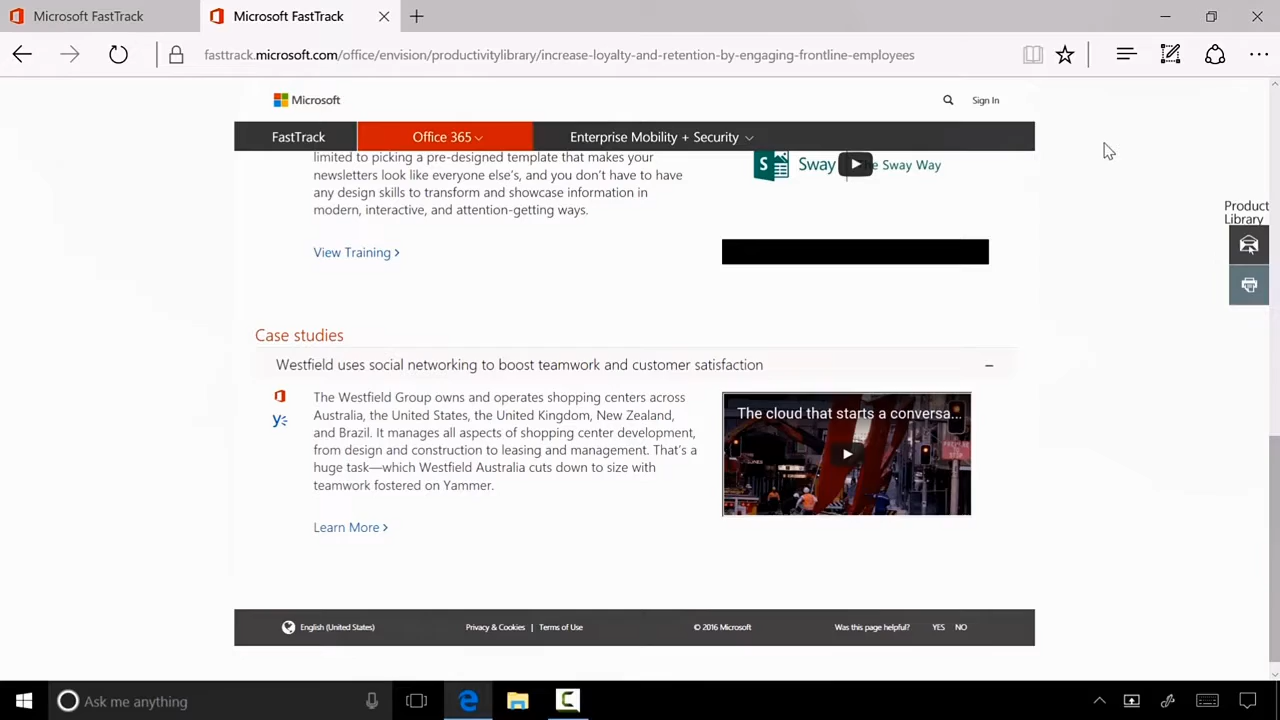 Microsoft FastTrack
Microsoft FastTrack
fasttrack.microsoft.com/office/envision/productivitylibrary/increase-loyalty-and-retention-by-engaging-frontline-employees
Microsoft
Sign In
FastTrack
Office 365
Enterprise Mobility + Security
limited to picking a pre-designed template that makes your
newsletters look like everyone else's, and you don't have to have
any design skills to transform and showcase information in
modern, interactive, and attention-getting ways.
S Sway
The Sway Way
Product
Library
View Training >
Case studies
Westfield uses social networking to boost teamwork and customer satisfaction
The Westfield Group owns and operates shopping centers across
Australia, the United States, the United Kingdom, New Zealand,
and Brazil. It manages all aspects of shopping center development,
from design and construction to leasing and management. That's a
huge task—which Westfield Australia cuts down to size with
teamwork fostered on Yammer.
The cloud that starts a conversa...
Learn More >
English (United States)
Privacy & Cookies | Terms of Use
© 2016 Microsoft
Was this page helpful? YES NO
Ask me anything